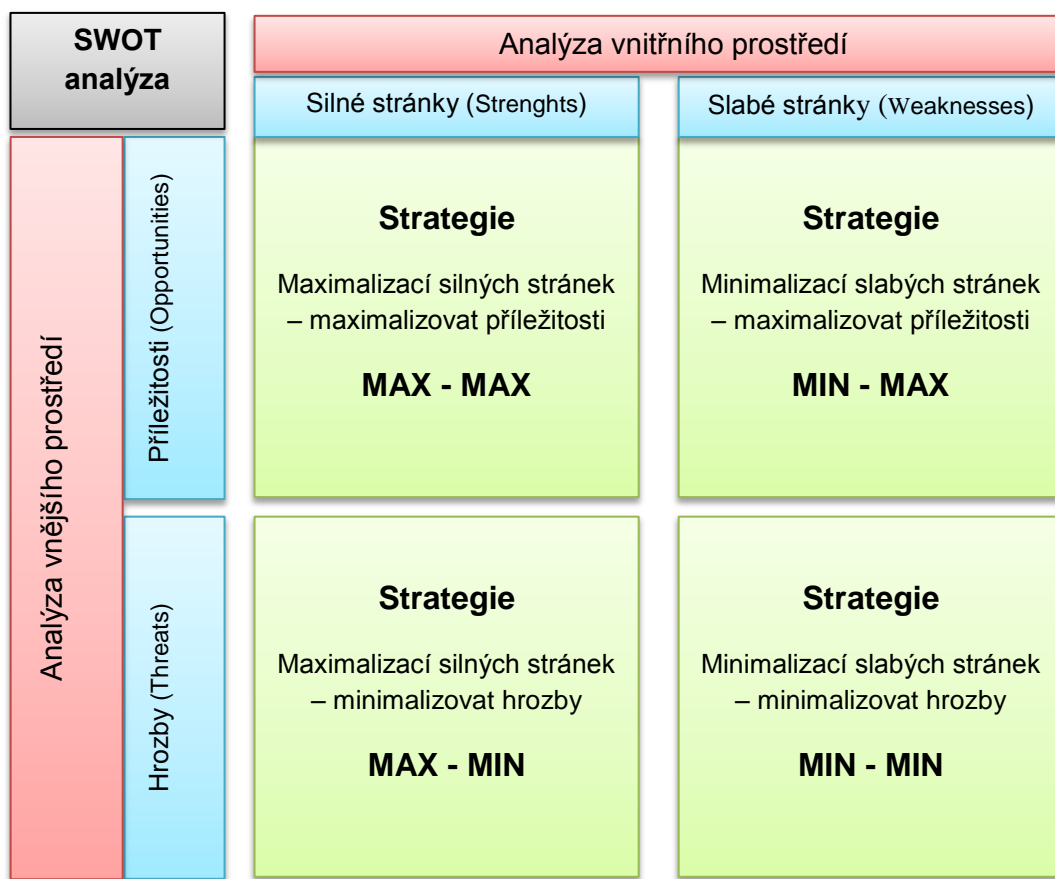 SWOT
analýza
Analýza vnitřního prostředí
Silné stránky (Strenghts)
Slabé stránky (Weaknesses)
Analýza vnějšího prostředí
Příležitosti (Opportunities)
Strategie
Maximalizací silných stránek
– maximalizovat příležitosti
MAX - MAX
Strategie
Minimalizací slabých stránek
– maximalizovat příležitosti
MIN - MAX
Hrozby (Threats)
Strategie
Maximalizací silných stránek
– minimalizovat hrozby
MAX - MIN
Strategie
Minimalizací slabých stránek
– minimalizovat hrozby
MIN - MIN